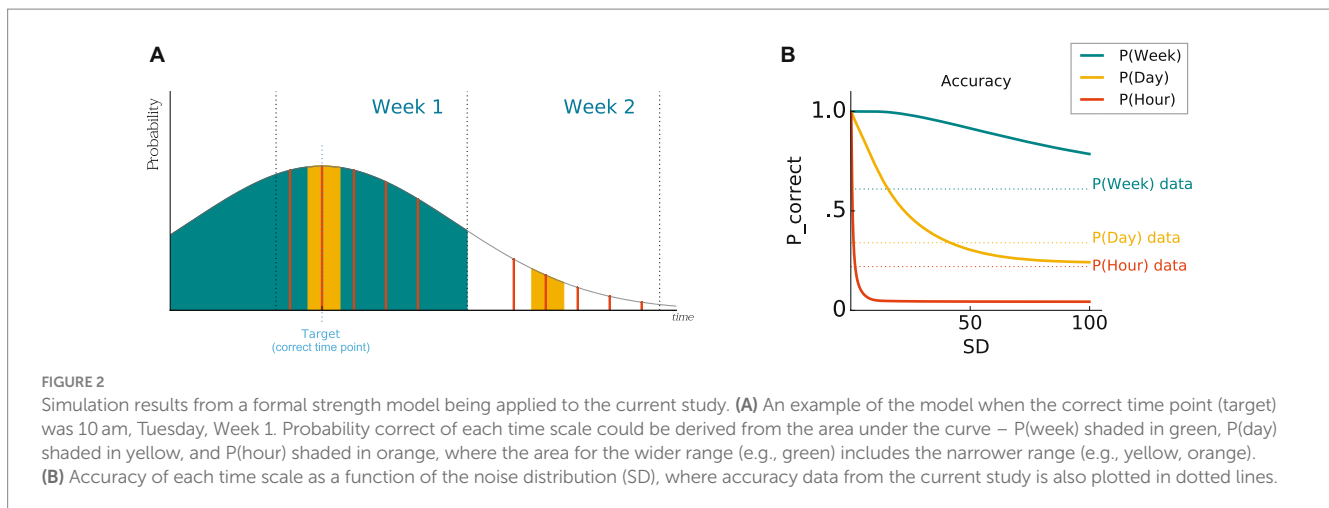 A
Probability
Week 1
Week 2
time
Target
(correct time point)
B
P(Week)
P(Day)
P(Hour)
Accuracy
P_correct
1.0
.5
0
P(Week) data
P(Day) data
P(Hour) data
50
100
SD
FIGURE 2
Simulation results from a formal strength model being applied to the current study. (A) An example of the model when the correct time point (target)
was 10 am, Tuesday, Week 1. Probability correct of each time scale could be derived from the area under the curve – P(week) shaded in green, P(day)
shaded in yellow, and P(hour) shaded in orange, where the area for the wider range (e.g., green) includes the narrower range (e.g., yellow, orange).
(B) Accuracy of each time scale as a function of the noise distribution (SD), where accuracy data from the current study is also plotted in dotted lines.